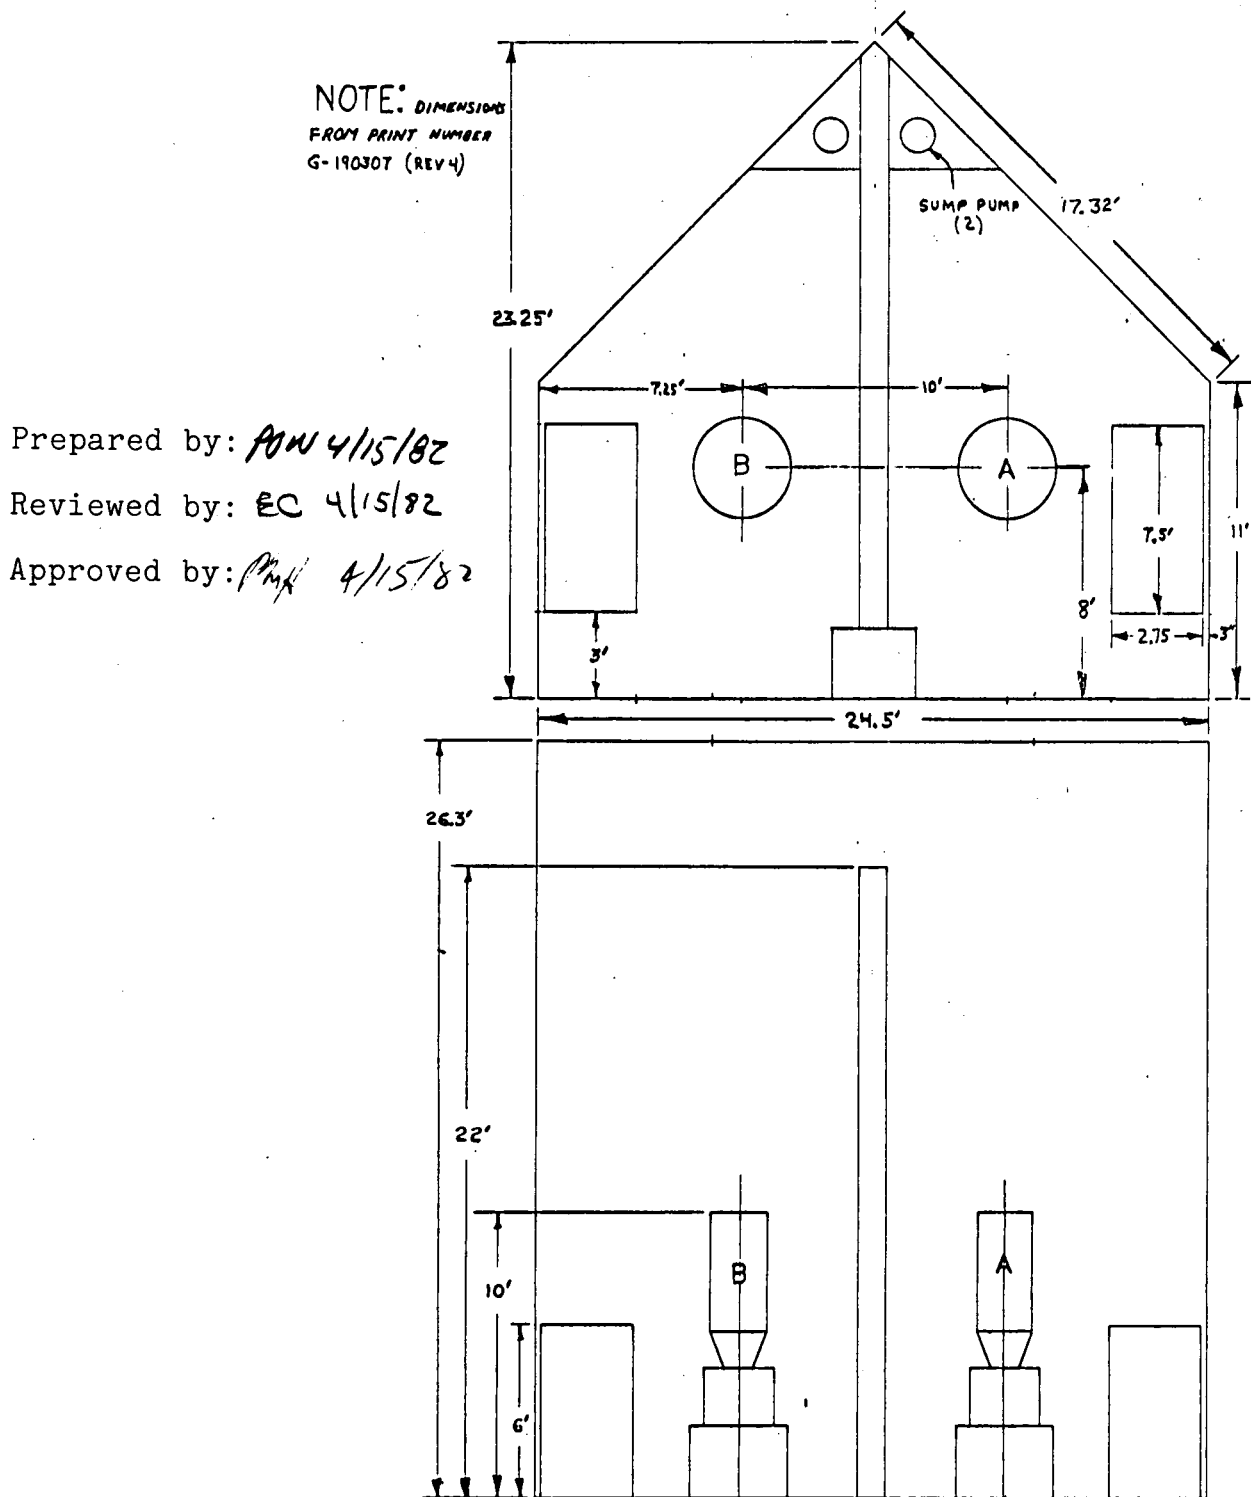 NOTE: DIMENSIONS
FROM PRINT NUMBER
G-190307 (REV 4)
SUMP PUMP
(2)
17.32'
23.25'
7.25'
10'
Prepared by: 4/15/82
Reviewed by: EC 4/15/82
Approved by: 4/15/82
B
A
7.5'
11'
8'
3'
2.75
3"
24.5'
26.3'
22'
10'
B
A
6'